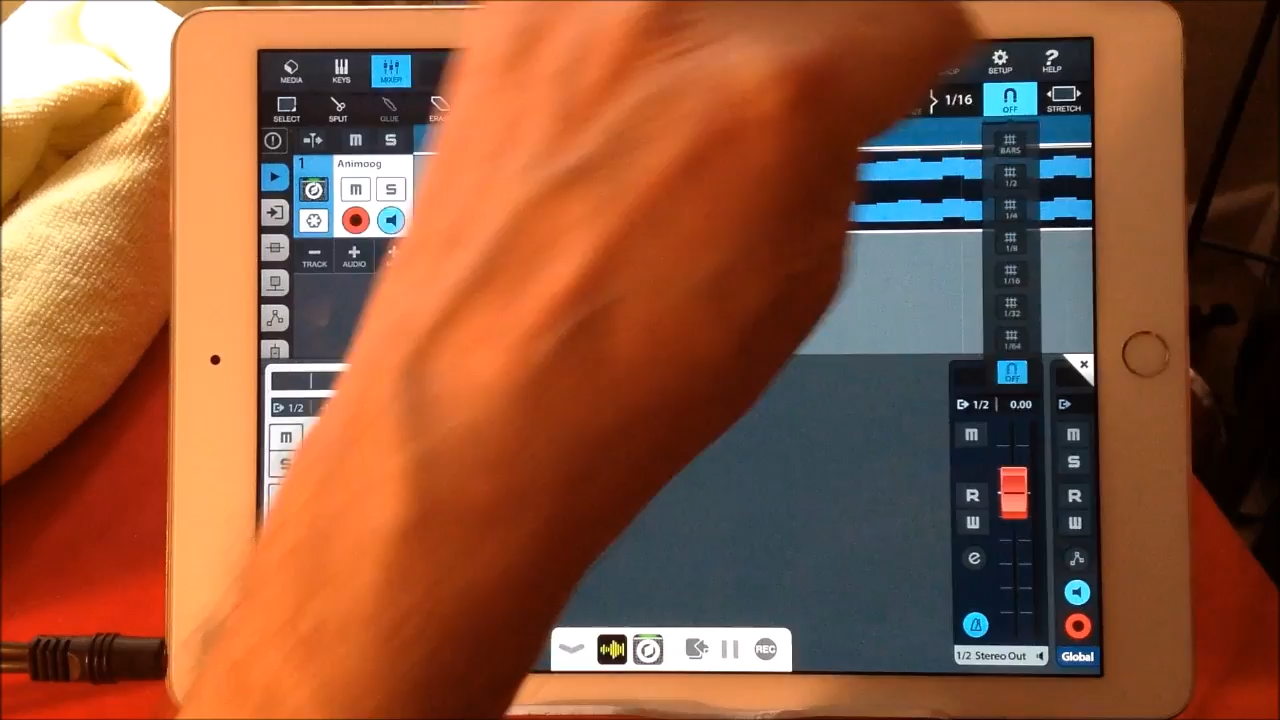 MEDIA KEYS MIXER SETUP ? HELP
SELECT SPLIT GLUE 1/16 OFF STRETCH
M S BARS
1 Animoog 1/2
M S 1/4
1/8
TRACK AUDIO 1/16
1/32
1/64
OFF
1/2 1/2 0.00
M M M
S S
R R
W W
e
REC
1/2 Stereo Out Global